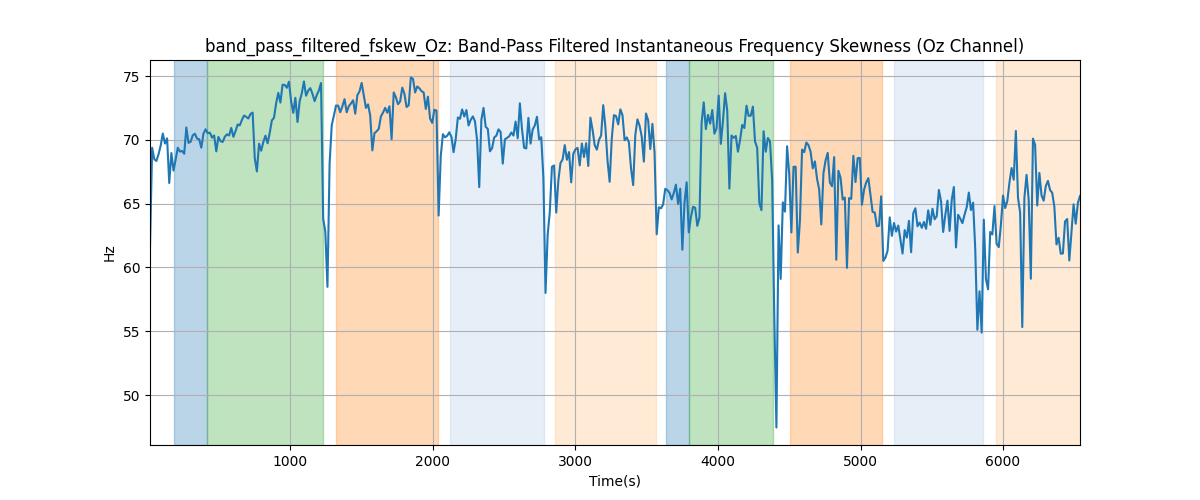 band_pass_filtered_fskew_Oz: Band-Pass Filtered Instantaneous Frequency Skewness (Oz Channel)
75
70
65
60
55
50
Hz
1000 2000 3000 4000 5000 6000
Time(s)